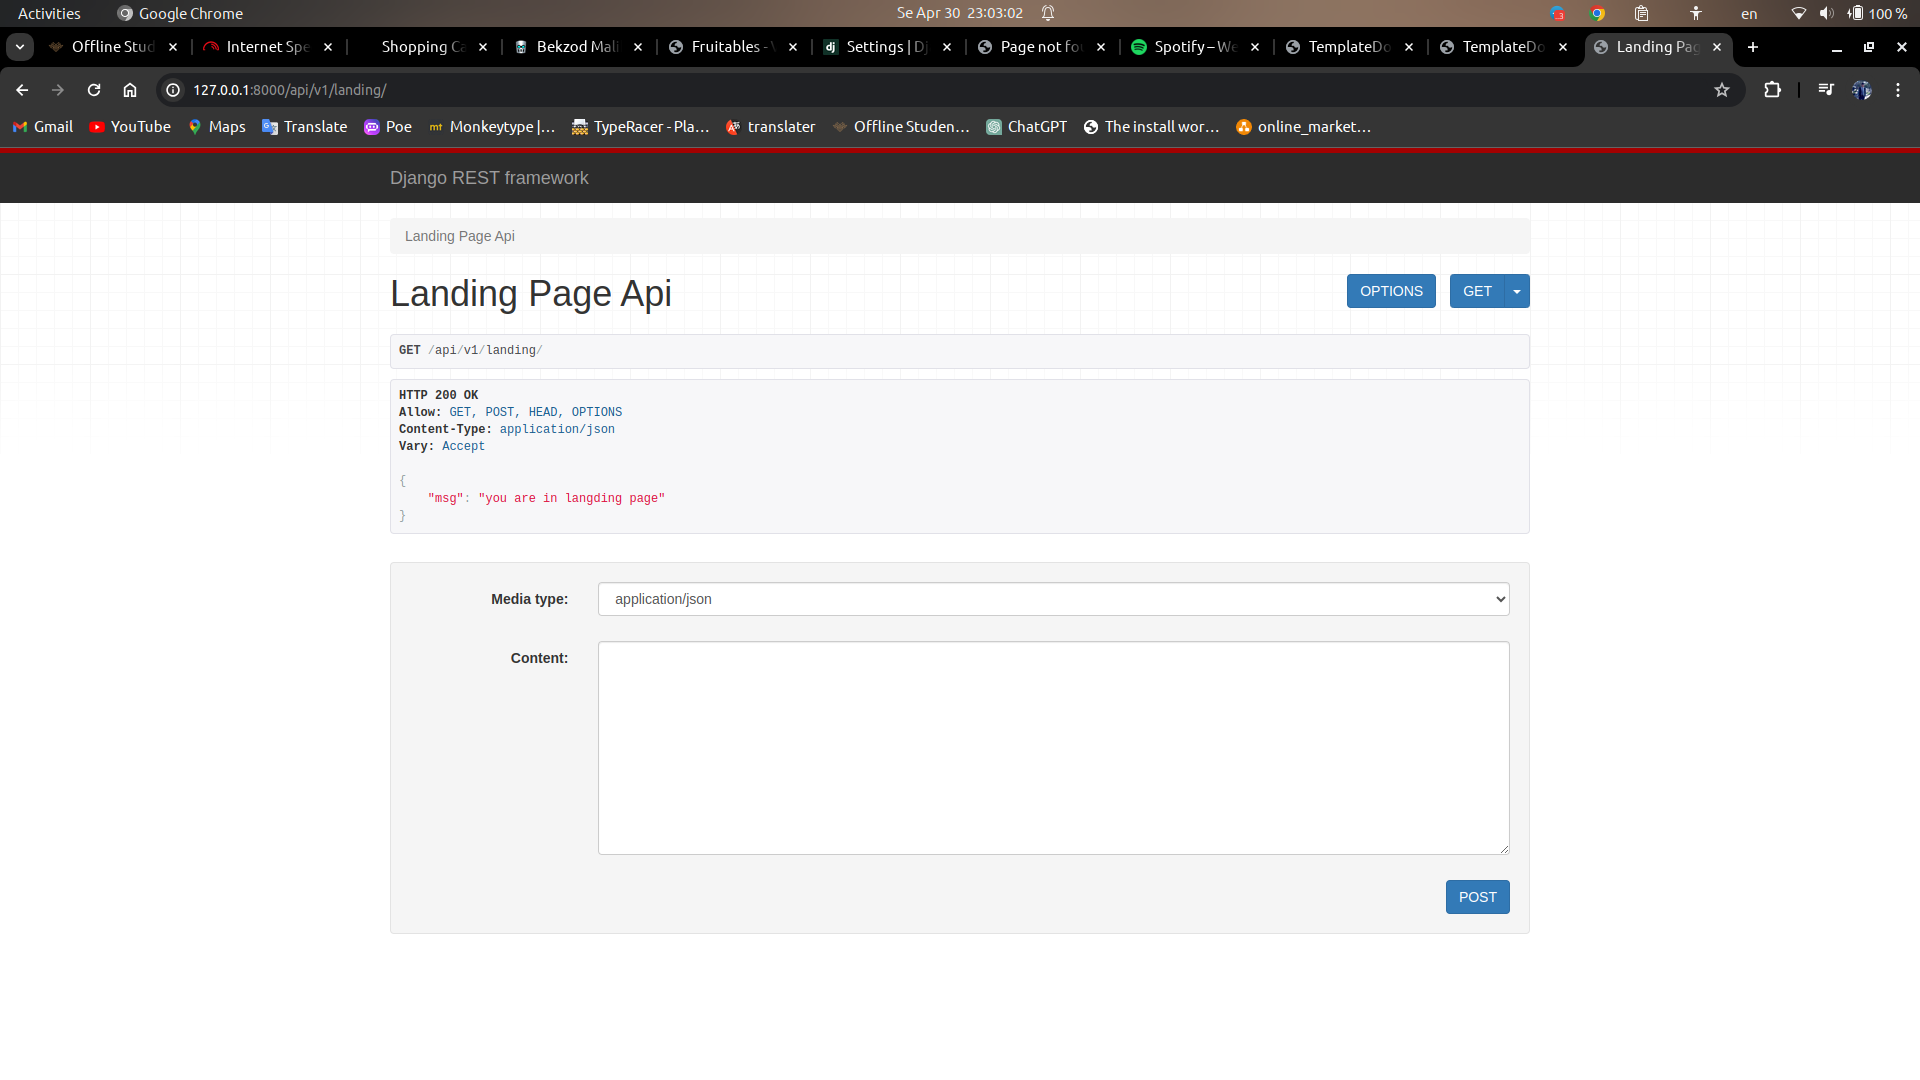 Activities Google Chrome Se Apr 30 23:03:02 en 100 %
Offline Stud Internet Spe Shopping Ca Bekzod Mali Fruitables - Settings | Dj Page not fou Spotify – We TemplateDo TemplateDo Landing Pag
127.0.0.1:8000/api/v1/landing/
Gmail YouTube Maps Translate Poe Monkeytype |... TypeRacer - Pla... translater Offline Studen... ChatGPT The install wor... online_market...
Django REST framework
Landing Page Api
Landing Page Api OPTIONS GET
GET /api/v1/landing/
HTTP 200 OK
Allow: GET, POST, HEAD, OPTIONS
Content-Type: application/json
Vary: Accept
{
"msg": "you are in langding page"
}
Media type: application/json
Content:
POST